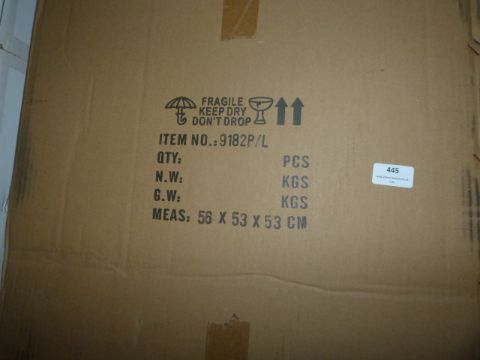 FRAGILE
KEEP DRY
DON'T DROP
ITEM NO.:9182P/L
QTY: PCS
N.W: KGS
G.W: KGS
MEAS: 56 X 53 X 53 CM
445